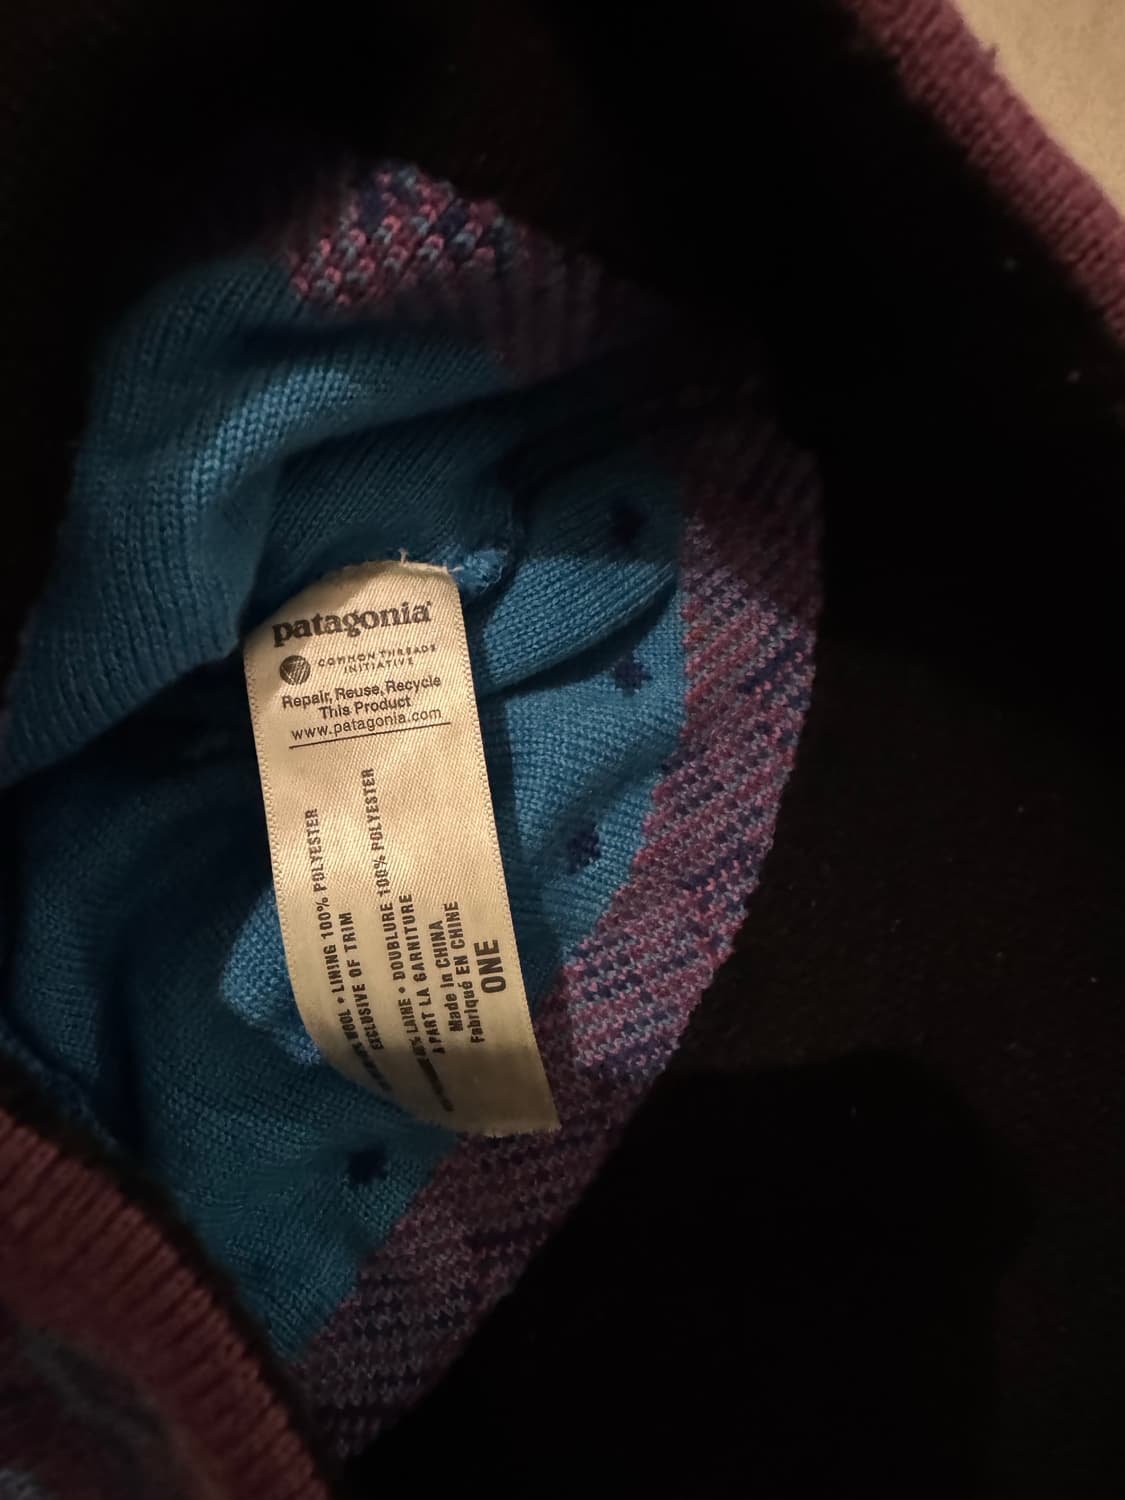 patagonia
COMMON THREADS
INITIATIVE
Repair, Reuse, Recycle
This Product
www.patagonia.com
WOOL • LINING 100% POLYESTER
EXCLUSIVE OF TRIM
LAINE • DOUBLURE 100% POLYESTER
À PART LA GARNITURE
Made in CHINA
Fabriqué EN CHINE
ONE